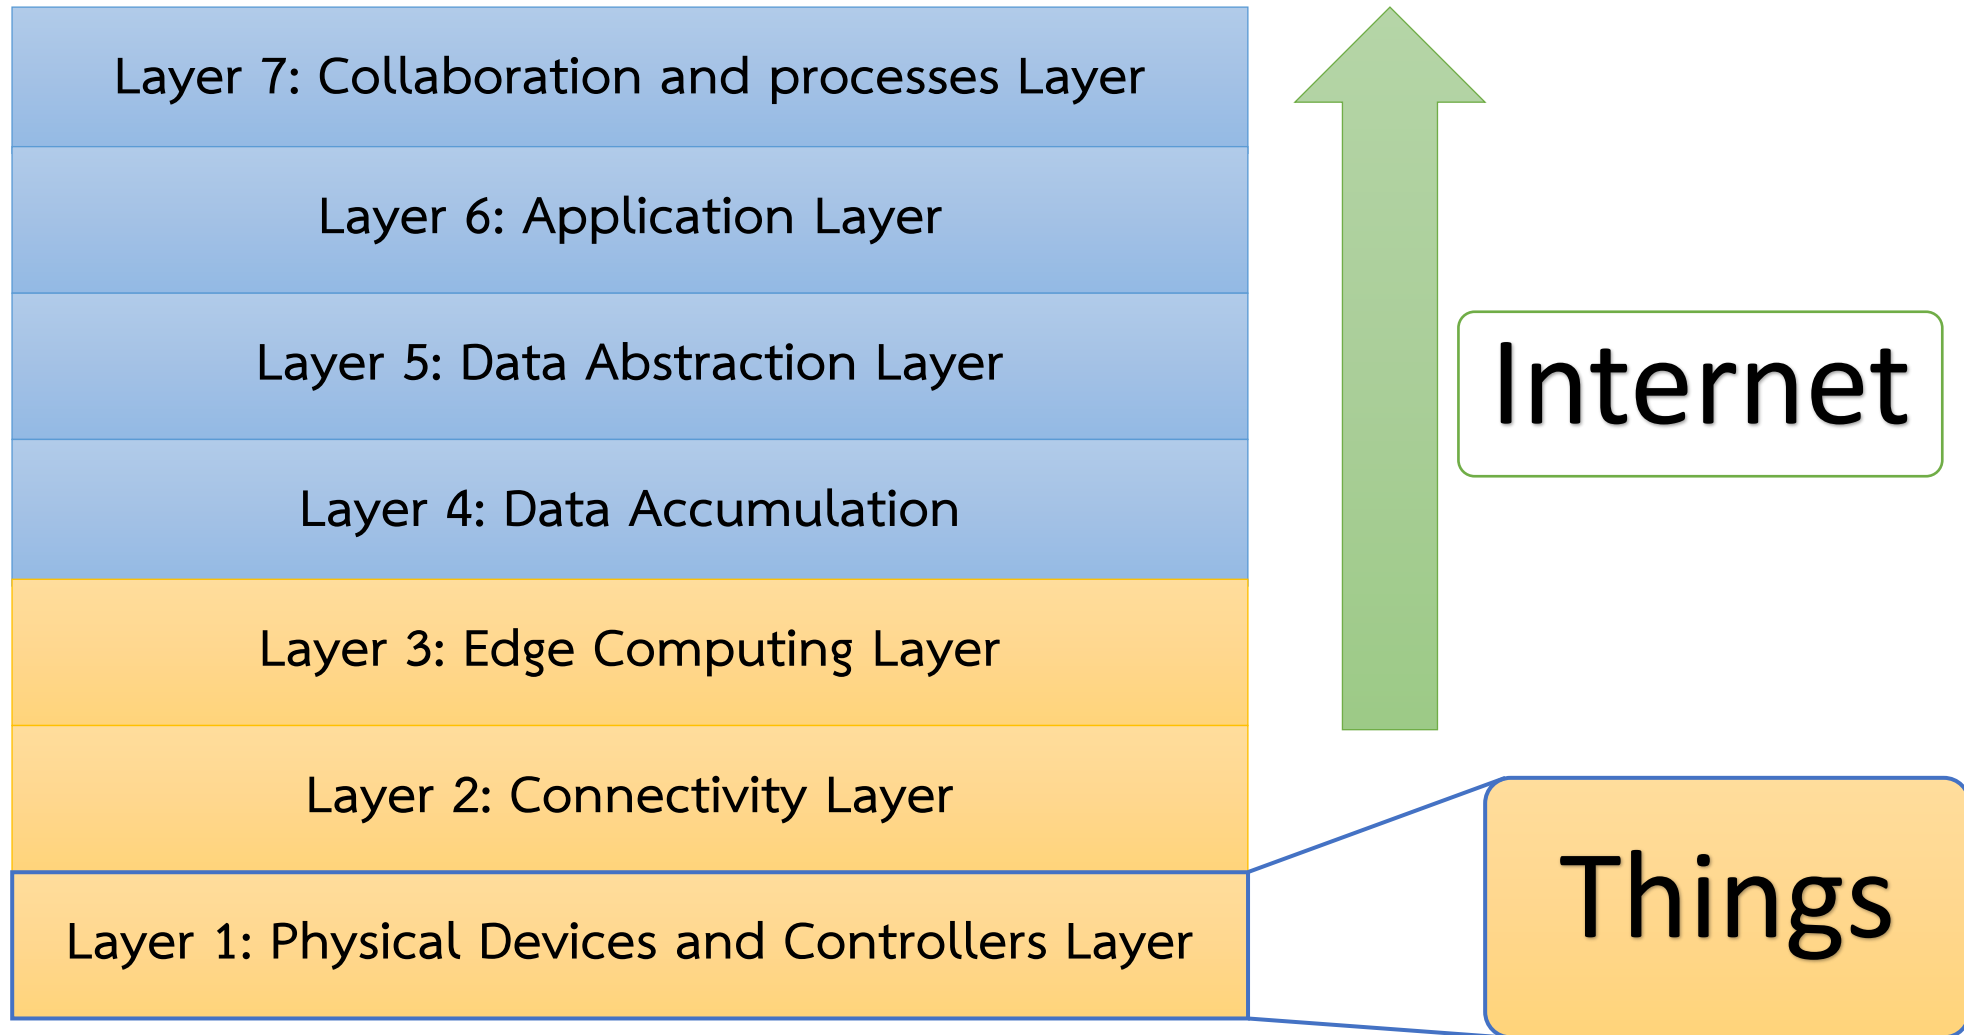 Layer 7: Collaboration and processes Layer
Layer 6: Application Layer
Layer 5: Data Abstraction Layer
Layer 4: Data Accumulation
Layer 3: Edge Computing Layer
Layer 2: Connectivity Layer
Layer 1: Physical Devices and Controllers Layer
Internet
Things